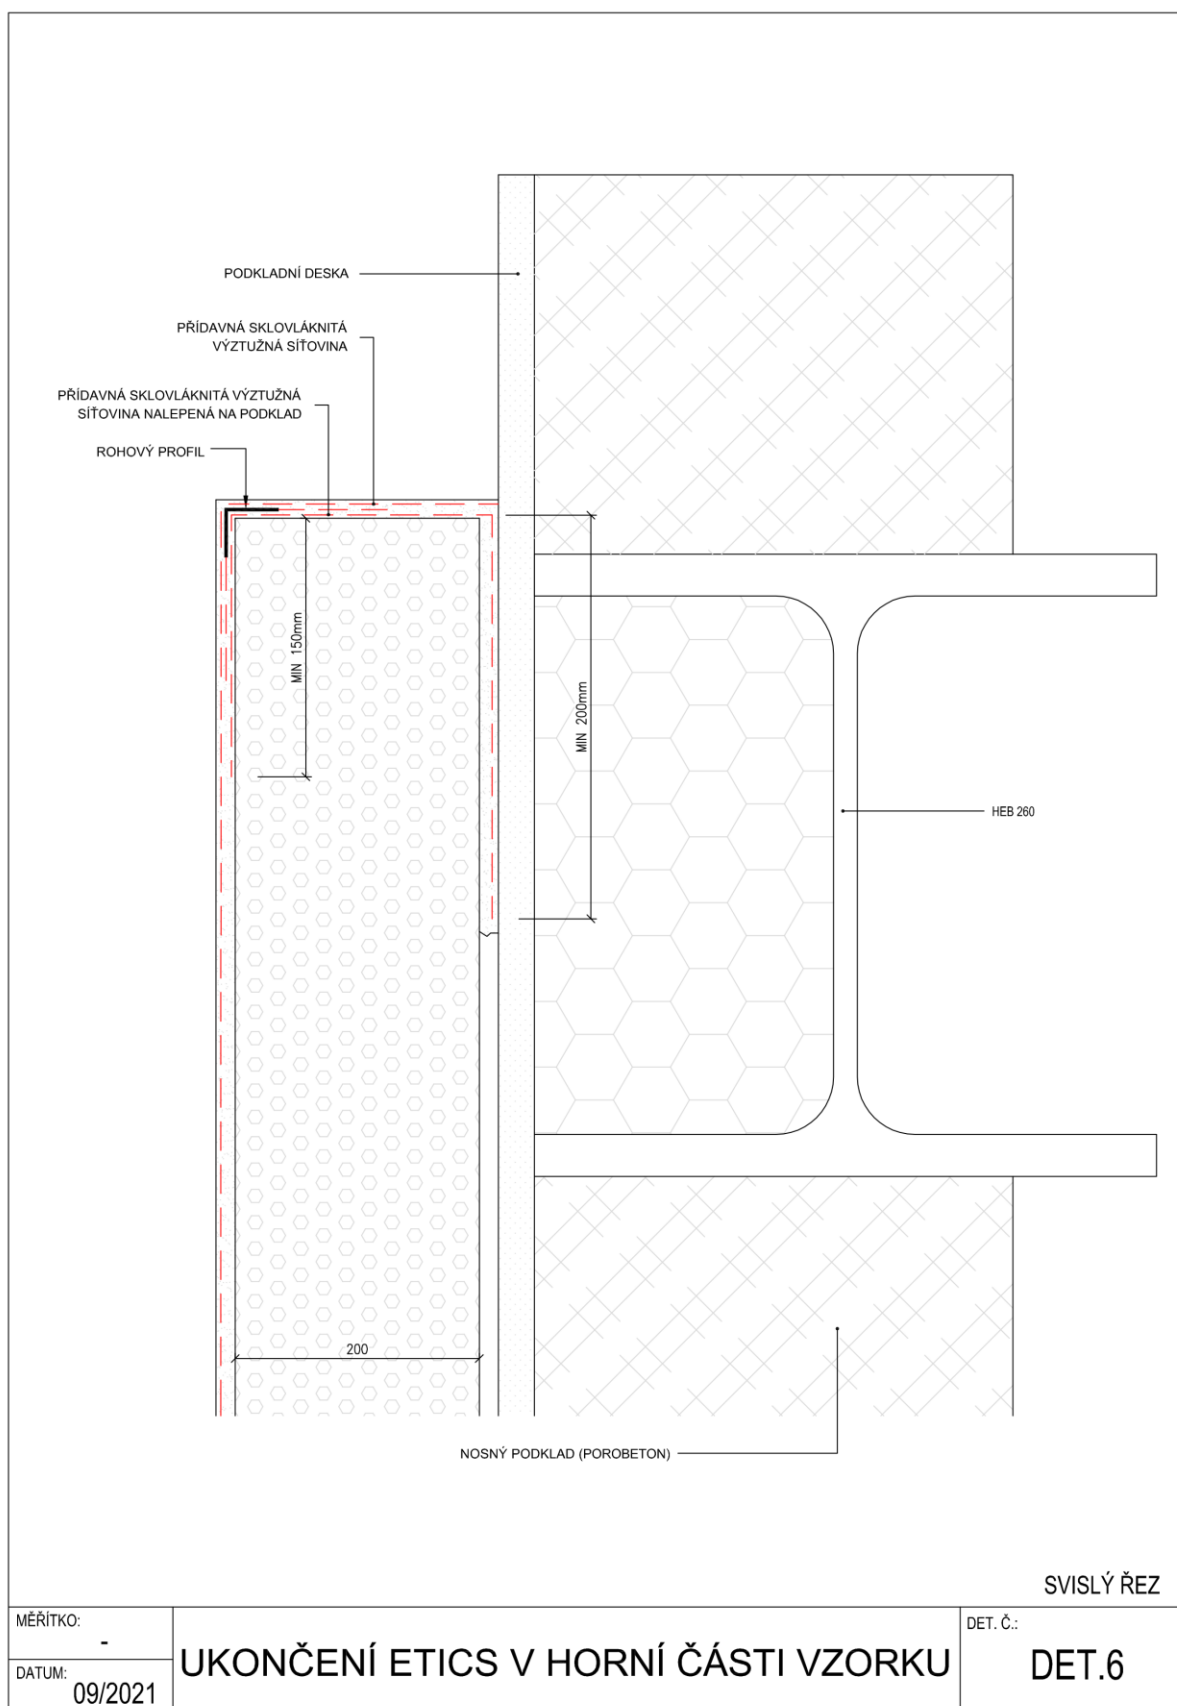 PODKLADNÍ DESKA
PŘÍDAVNÁ SKLOVLÁKNITÁ
VÝZTUŽNÁ SÍŤOVINA
PŘÍDAVNÁ SKLOVLÁKNITÁ VÝZTUŽNÁ
SÍŤOVINA NALEPENÁ NA PODKLAD
ROHOVÝ PROFIL
MIN 150mm
MIN 200mm
HEB 260
200
NOSNÝ PODKLAD (POROBETON)
SVISLÝ ŘEZ
MĚŘÍTKO:
-
DATUM:
09/2021
UKONČENÍ ETICS V HORNÍ ČÁSTI VZORKU
DET. Č.:
DET.6